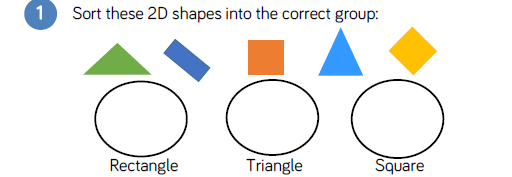 1 Sort these 2D shapes into the correct group:
Rectangle Triangle Square